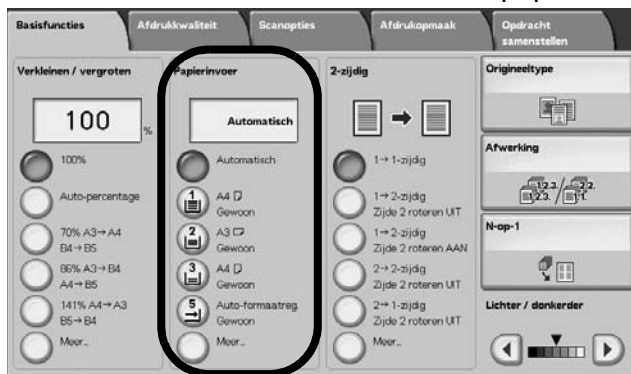 Basisfuncties
Afdrukkwaliteit
Scanopties
Afdrukopmaak
Opdracht
samenstellen
Verkleinen / vergroten
100
%
100%
Auto-percentage
70% A3→A4
B4→B5
86% A3→B4
A4→B5
141% A4→A3
B5→B4
Meer...
Papierinvoer
Automatisch
Automatisch
1
A4
Gewoon
2
A3
Gewoon
3
A4
Gewoon
5
Auto-formaatreg.
Gewoon
Meer...
2-zijdig
1→ 1-zijdig
1→ 2-zijdig
Zijde 2 roteren UIT
1→ 2-zijdig
Zijde 2 roteren AAN
2→ 2-zijdig
Zijde 2 roteren UIT
2→ 1-zijdig
Zijde 2 roteren UIT
Meer...
Origineeltype
Afwerking
N-op-1
Lichter / donkerder